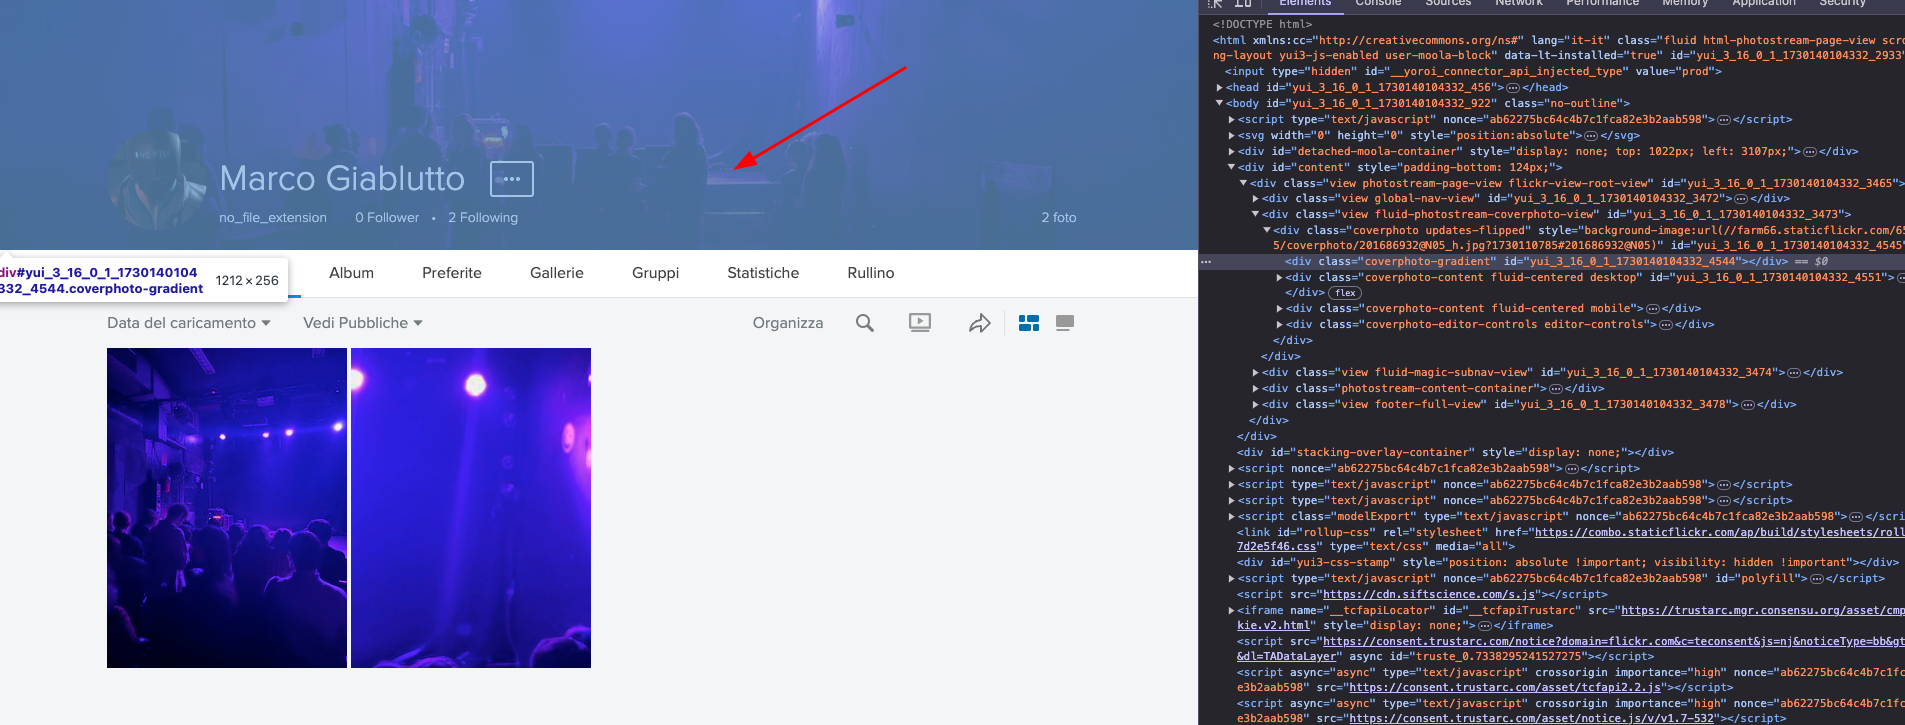 Marco Giablutto
no_file_extension 0 Follower • 2 Following
2 foto
div#yui_3_16_0_1_1730140104
332_4544.coverphoto-gradient 1212 × 256
Album Preferite Gallerie Gruppi Statistiche Rullino
Data del caricamento Vedi Pubbliche Organizza
Elements Console Sources Network Performance Memory Application Security
<!DOCTYPE html>
<html xmlns:cc="http://creativecommons.org/ns#" lang="it-it" class="fluid html-photostream-page-view scro
ng-layout yui3-js-enabled user-moola-block" data-lt-installed="true" id="yui_3_16_0_1_1730140104332_2933"
<input type="hidden" id="__yoroi_connector_api_injected_type" value="prod">
<head id="yui_3_16_0_1_1730140104332_456">…</head>
<body id="yui_3_16_0_1_1730140104332_922" class="no-outline">
<script type="text/javascript" nonce="ab62275bc64c4b7c1fca82e3b2aab598">…</script>
<svg width="0" height="0" style="position:absolute">…</svg>
<div id="detached-moola-container" style="display: none; top: 1022px; left: 3107px;">…</div>
<div id="content" style="padding-bottom: 124px;">
<div class="view photostream-page-view flickr-view-root-view" id="yui_3_16_0_1_1730140104332_3465">
<div class="view global-nav-view" id="yui_3_16_0_1_1730140104332_3472">…</div>
<div class="view fluid-photostream-coverphoto-view" id="yui_3_16_0_1_1730140104332_3473">
<div class="coverphoto updates-flipped" style="background-image:url(//farm66.staticflickr.com/65
5/coverphoto/201686932@N05_h.jpg?1730110785#201686932@N05)" id="yui_3_16_0_1_1730140104332_4545"
… <div class="coverphoto-gradient" id="yui_3_16_0_1_1730140104332_4544"></div> == $0
<div class="coverphoto-content fluid-centered desktop" id="yui_3_16_0_1_1730140104332_4551">…
</div> flex
<div class="coverphoto-content fluid-centered mobile">…</div>
<div class="coverphoto-editor-controls editor-controls">…</div>
</div>
</div>
<div class="view fluid-magic-subnav-view" id="yui_3_16_0_1_1730140104332_3474">…</div>
<div class="photostream-content-container">…</div>
<div class="view footer-full-view" id="yui_3_16_0_1_1730140104332_3478">…</div>
</div>
</div>
<div id="stacking-overlay-container" style="display: none;"></div>
<script nonce="ab62275bc64c4b7c1fca82e3b2aab598">…</script>
<script type="text/javascript" nonce="ab62275bc64c4b7c1fca82e3b2aab598">…</script>
<script type="text/javascript" nonce="ab62275bc64c4b7c1fca82e3b2aab598">…</script>
<script class="modelExport" type="text/javascript" nonce="ab62275bc64c4b7c1fca82e3b2aab598">…</scri
<link id="rollup-css" rel="stylesheet" href="https://combo.staticflickr.com/ap/build/stylesheets/roll
7d2e5f46.css" type="text/css" media="all">
<div id="yui3-css-stamp" style="position: absolute !important; visibility: hidden !important"></div>
<script type="text/javascript" nonce="ab62275bc64c4b7c1fca82e3b2aab598" id="polyfill">…</script>
<script src="https://cdn.siftscience.com/s.js"></script>
<iframe name="__tcfapiLocator" id="__tcfapiTrustarc" src="https://trustarc.mgr.consensu.org/asset/cmp
kie.v2.html" style="display: none;">…</iframe>
<script src="https://consent.trustarc.com/notice?domain=flickr.com&c=teconsent&js=nj&noticeType=bb&gt
&dl=TADataLayer" async id="truste_0.7338295241527275"></script>
<script async="async" type="text/javascript" crossorigin importance="high" nonce="ab62275bc64c4b7c1fc
e3b2aab598" src="https://consent.trustarc.com/asset/tcfapi2.2.js"></script>
<script async="async" type="text/javascript" crossorigin importance="high" nonce="ab62275bc64c4b7c1fc
e3b2aab598" src="https://consent.trustarc.com/asset/notice.js/v/v1.7-532"></script>